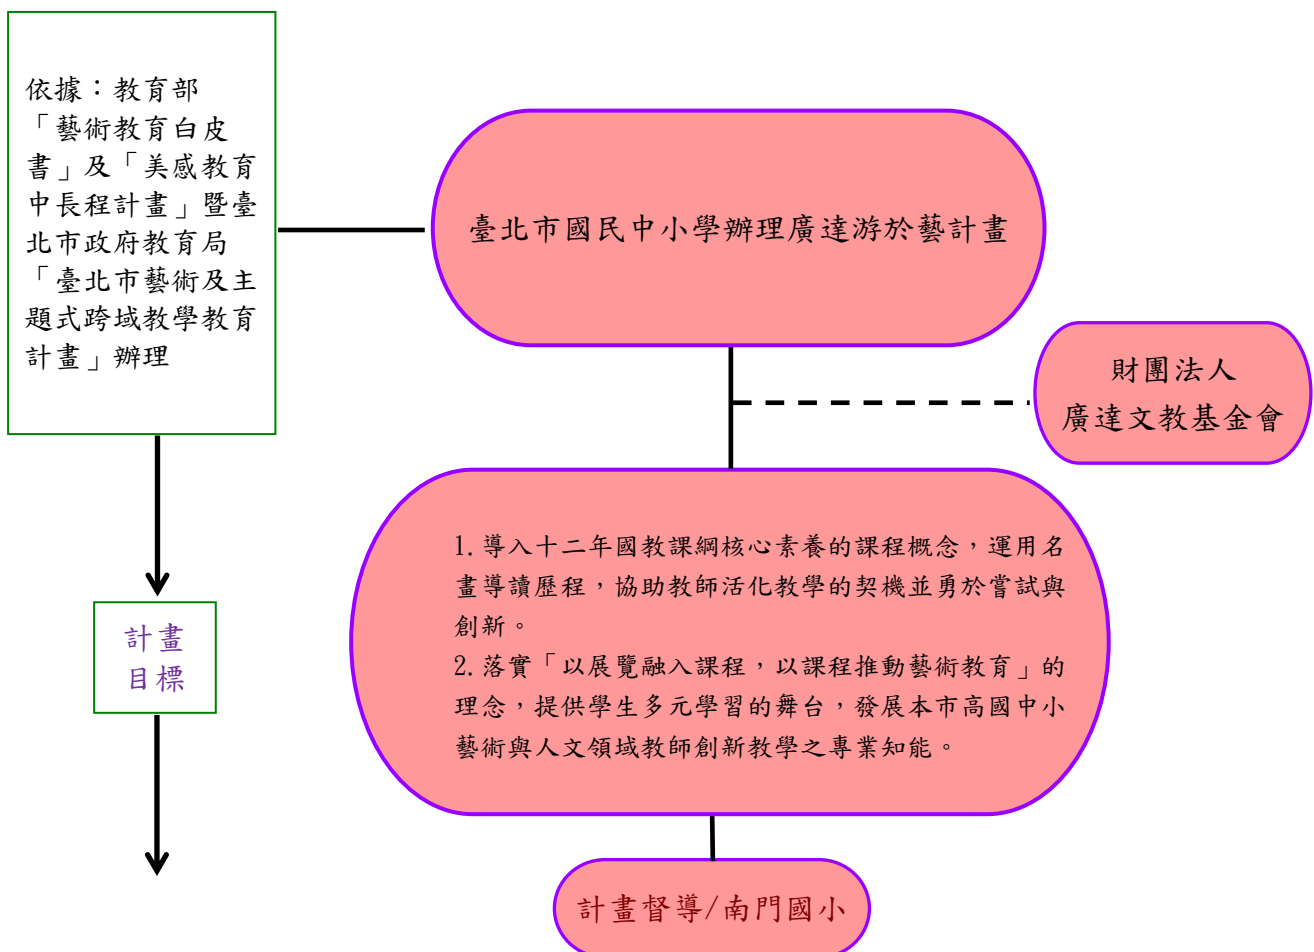 依據：教育部
「藝術教育白皮
書」及「美感教育
中長程計畫」暨臺
北市政府教育局
「臺北市藝術及主
題式跨域教學教育
計畫」辦理
臺北市國民中小學辦理廣達游於藝計畫
財團法人
廣達文教基金會
1.導入十二年國教課綱核心素養的課程概念，運用名
畫導讀歷程，協助教師活化教學的契機並勇於嘗試與
創新。
2.落實「以展覽融入課程，以課程推動藝術教育」的
理念，提供學生多元學習的舞台，發展本市高國中小
藝術與人文領域教師創新教學之專業知能。
計畫
目標
計畫督導/南門國小